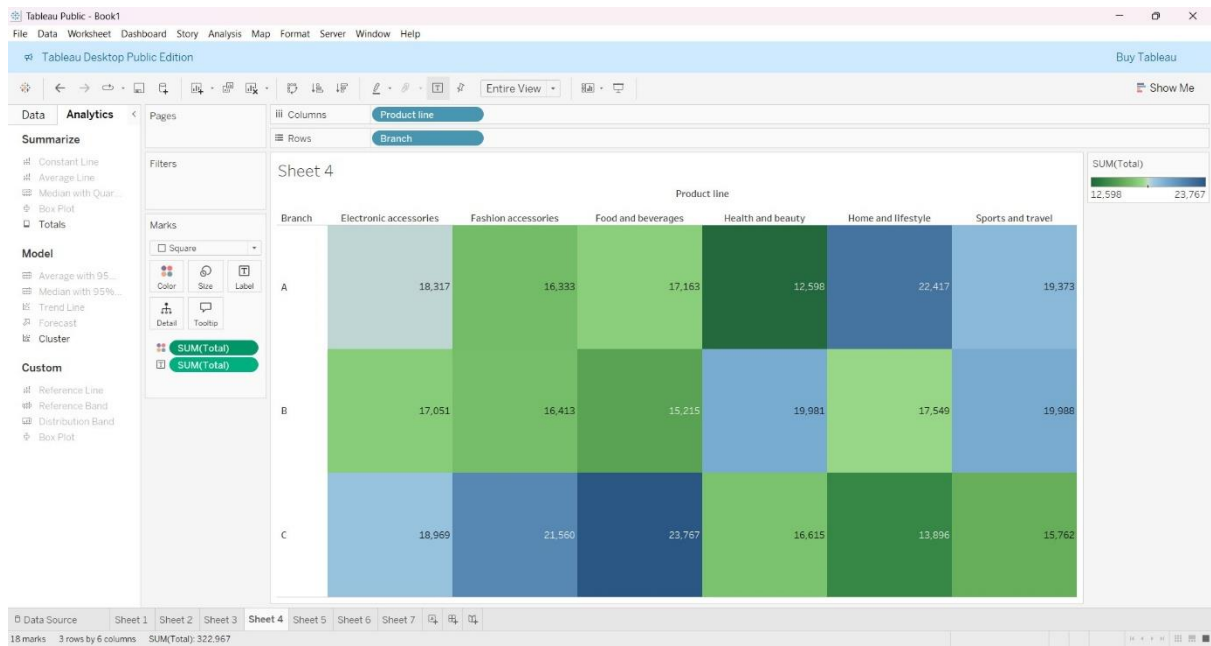 Tableau Public - Book1
File Data Worksheet Dashboard Story Analysis Map Format Server Window Help
Tableau Desktop Public Edition
Buy Tableau
Entire View
Show Me
Data Analytics
Pages
Columns Product line
Rows Branch
Summarize
Constant Line
Average Line
Median with Quar...
Box Plot
Totals
Model
Average with 95...
Median with 95%...
Trend Line
Forecast
Cluster
Custom
Reference Line
Reference Band
Distribution Band
Box Plot
Filters
Marks
Square
Color Size Label
Detail Tooltip
SUM(Total)
SUM(Total)
Sheet 4
Product line
Branch Electronic accessories Fashion accessories Food and beverages Health and beauty Home and lifestyle Sports and travel
A 18,317 16,333 17,163 12,598 22,417 19,373
B 17,051 16,413 15,215 19,981 17,549 19,988
C 18,969 21,560 23,767 16,615 13,896 15,762
SUM(Total)
12,598 23,767
Data Source Sheet 1 Sheet 2 Sheet 3 Sheet 4 Sheet 5 Sheet 6 Sheet 7
18 marks 3 rows by 6 columns SUM(Total): 322,967